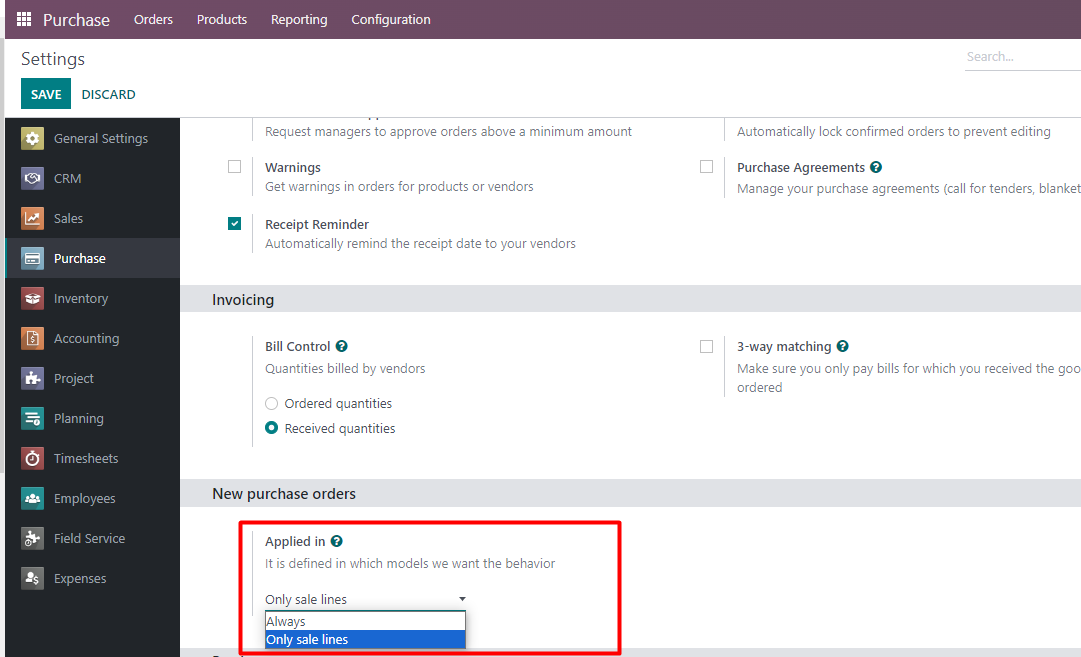 Purchase Orders Products Reporting Configuration
Settings
Search...
SAVE DISCARD
General Settings
CRM
Sales
Purchase
Inventory
Accounting
Project
Planning
Timesheets
Employees
Field Service
Expenses
Request managers to approve orders above a minimum amount
Automatically lock confirmed orders to prevent editing
Warnings
Get warnings in orders for products or vendors
Purchase Agreements
Manage your purchase agreements (call for tenders, blanket
Receipt Reminder
Automatically remind the receipt date to your vendors
Invoicing
Bill Control
Quantities billed by vendors
Ordered quantities
Received quantities
3-way matching
Make sure you only pay bills for which you received the goo
ordered
New purchase orders
Applied in
It is defined in which models we want the behavior
Only sale lines
Always
Only sale lines